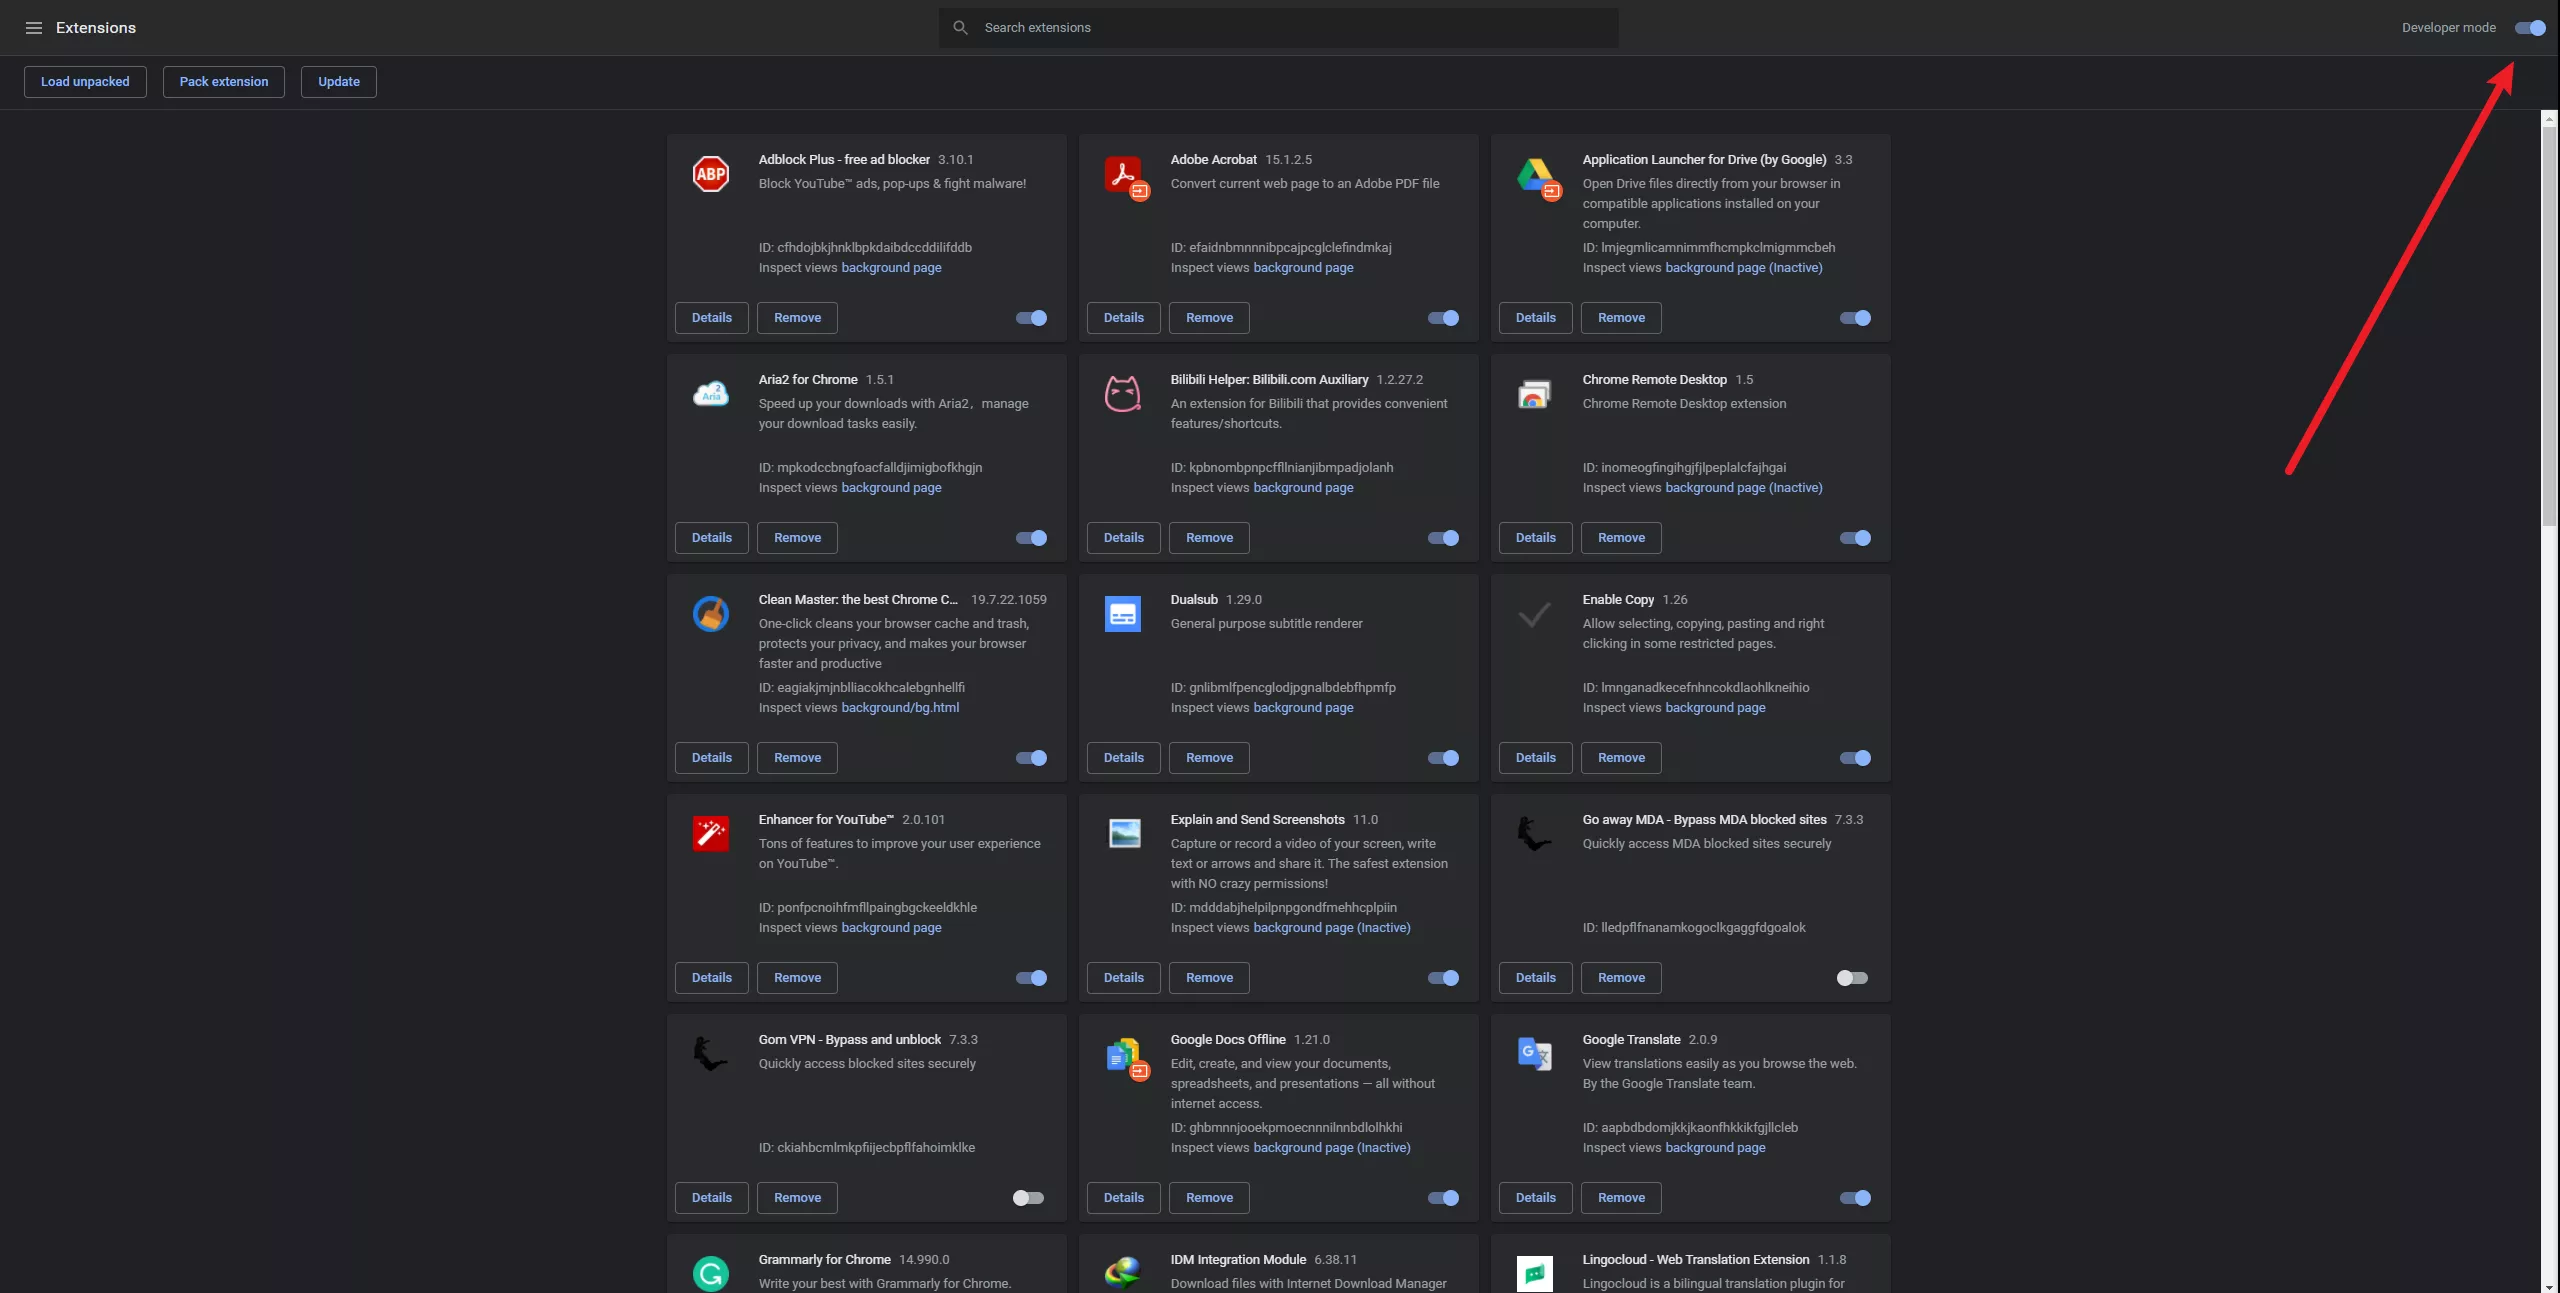 Extensions
Search extensions
Developer mode
Load unpacked
Pack extension
Update
ABP
Adblock Plus - free ad blocker 3.10.1
Block YouTube™ ads, pop-ups & fight malware!
ID: cfhdojbkjhnklbpkdaibdccddilifddb
Inspect views background page
Details
Remove
Adobe Acrobat 15.1.2.5
Convert current web page to an Adobe PDF file
ID: efaidnbmnnnibpcajpcglclefindmkaj
Inspect views background page
Details
Remove
Application Launcher for Drive (by Google) 3.3
Open Drive files directly from your browser in
compatible applications installed on your
computer.
ID: lmjegmlicamnimmfhcmpkclmigmmcbeh
Inspect views background page (Inactive)
Details
Remove
2
Aria
Aria2 for Chrome 1.5.1
Speed up your downloads with Aria2，manage
your download tasks easily.
ID: mpkodccbngfoacfalldjimigbofkhgjn
Inspect views background page
Details
Remove
Bilibili Helper: Bilibili.com Auxiliary 1.2.27.2
An extension for Bilibili that provides convenient
features/shortcuts.
ID: kpbnombpnpcffllnianjibmpadjolanh
Inspect views background page
Details
Remove
Chrome Remote Desktop 1.5
Chrome Remote Desktop extension
ID: inomeogfingihgjfjlpeplalcfajhgai
Inspect views background page (Inactive)
Details
Remove
Clean Master: the best Chrome C... 19.7.22.1059
One-click cleans your browser cache and trash,
protects your privacy, and makes your browser
faster and productive
ID: eagiakjmjnblliacokhcalebgnhellfi
Inspect views background/bg.html
Details
Remove
Dualsub 1.29.0
General purpose subtitle renderer
ID: gnlibmlfpencglodjpgnalbdebfhpmfp
Inspect views background page
Details
Remove
Enable Copy 1.26
Allow selecting, copying, pasting and right
clicking in some restricted pages.
ID: lmnganadkecefnhncokdlaohlkneihio
Inspect views background page
Details
Remove
Enhancer for YouTube™ 2.0.101
Tons of features to improve your user experience
on YouTube™.
ID: ponfpcnoihfmfllpaingbgckeeldkhle
Inspect views background page
Details
Remove
Explain and Send Screenshots 11.0
Capture or record a video of your screen, write
text or arrows and share it. The safest extension
with NO crazy permissions!
ID: mdddabjhelpilpnpgondfmehhcplpiin
Inspect views background page (Inactive)
Details
Remove
Go away MDA - Bypass MDA blocked sites 7.3.3
Quickly access MDA blocked sites securely
ID: lledpflfnanamkogoclkgaggfdgoalok
Details
Remove
Gom VPN - Bypass and unblock 7.3.3
Quickly access blocked sites securely
ID: ckiahbcmlmkpfiijecbpflfahoimklke
Details
Remove
Google Docs Offline 1.21.0
Edit, create, and view your documents,
spreadsheets, and presentations — all without
internet access.
ID: ghbmnnjooekpmoecnnnilnnbdlolhkhi
Inspect views background page (Inactive)
Details
Remove
G 文
Google Translate 2.0.9
View translations easily as you browse the web.
By the Google Translate team.
ID: aapbdbdomjkkjkaonfhkkikfgjllcleb
Inspect views background page
Details
Remove
G
Grammarly for Chrome 14.990.0
Write your best with Grammarly for Chrome.
IDM Integration Module 6.38.11
Download files with Internet Download Manager
Lingocloud - Web Translation Extension 1.1.8
Lingocloud is a bilingual translation plugin for